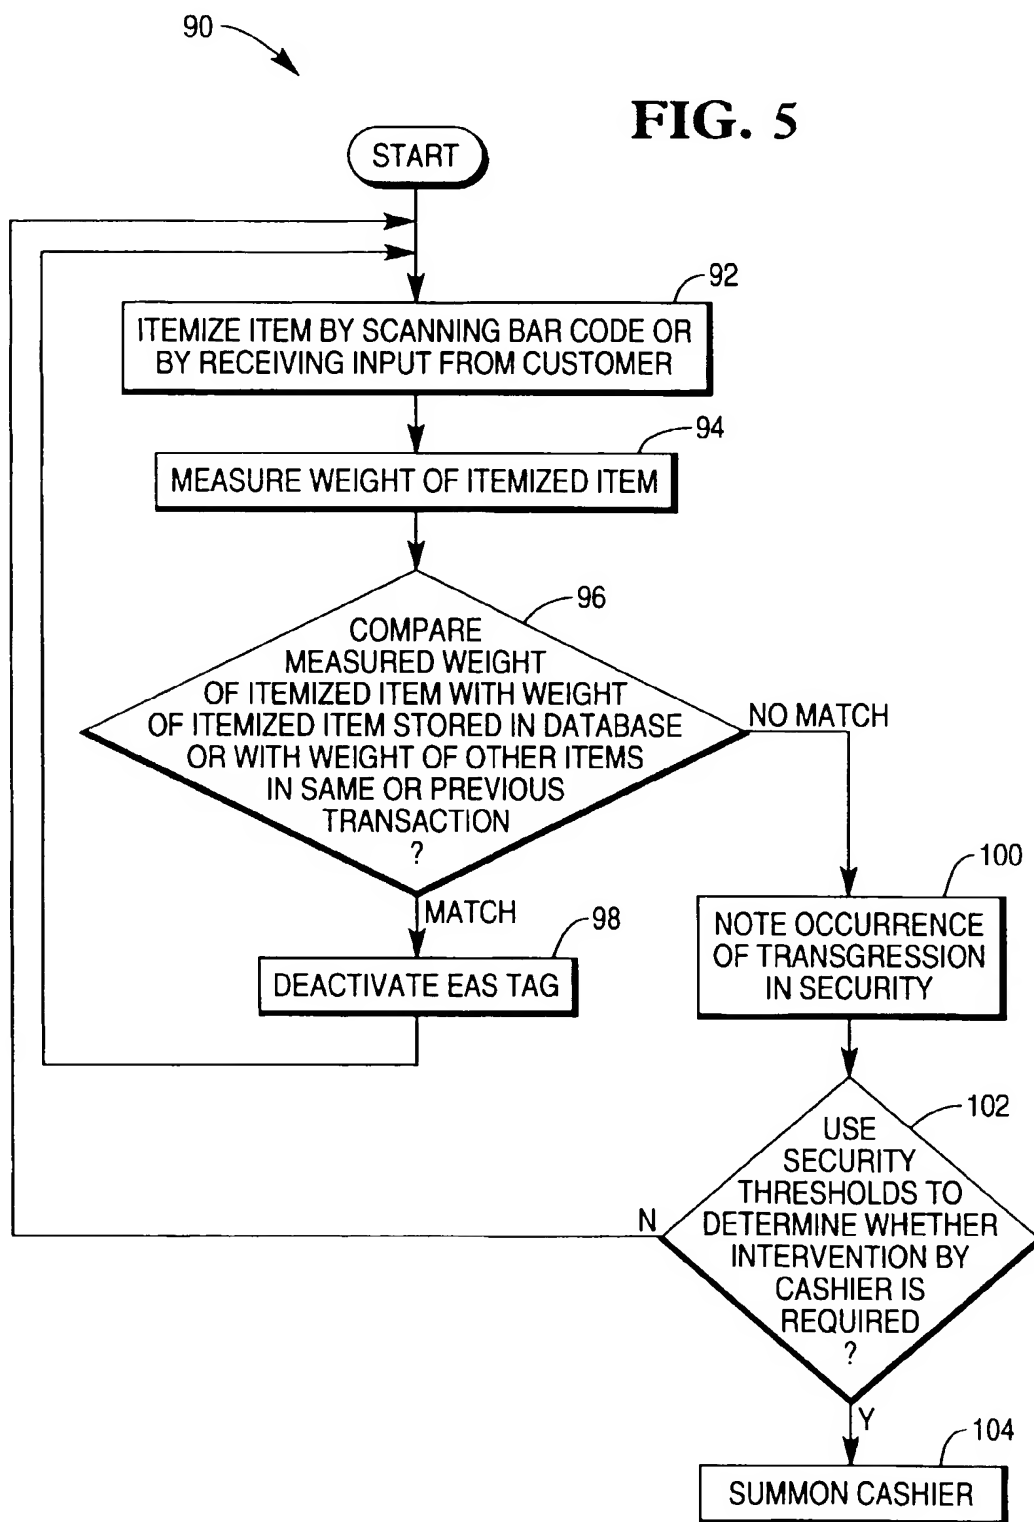 90
FIG. 5
START
92
ITEMIZE ITEM BY SCANNING BAR CODE OR
BY RECEIVING INPUT FROM CUSTOMER
94
MEASURE WEIGHT OF ITEMIZED ITEM
96
COMPARE
MEASURED WEIGHT
OF ITEMIZED ITEM WITH WEIGHT
OF ITEMIZED ITEM STORED IN DATABASE
OR WITH WEIGHT OF OTHER ITEMS
IN SAME OR PREVIOUS
TRANSACTION
?
NO MATCH
MATCH
98
DEACTIVATE EAS TAG
100
NOTE OCCURRENCE
OF TRANSGRESSION
IN SECURITY
102
USE
SECURITY
THRESHOLDS TO
DETERMINE WHETHER
INTERVENTION BY
CASHIER IS
REQUIRED
?
N
Y
104
SUMMON CASHIER